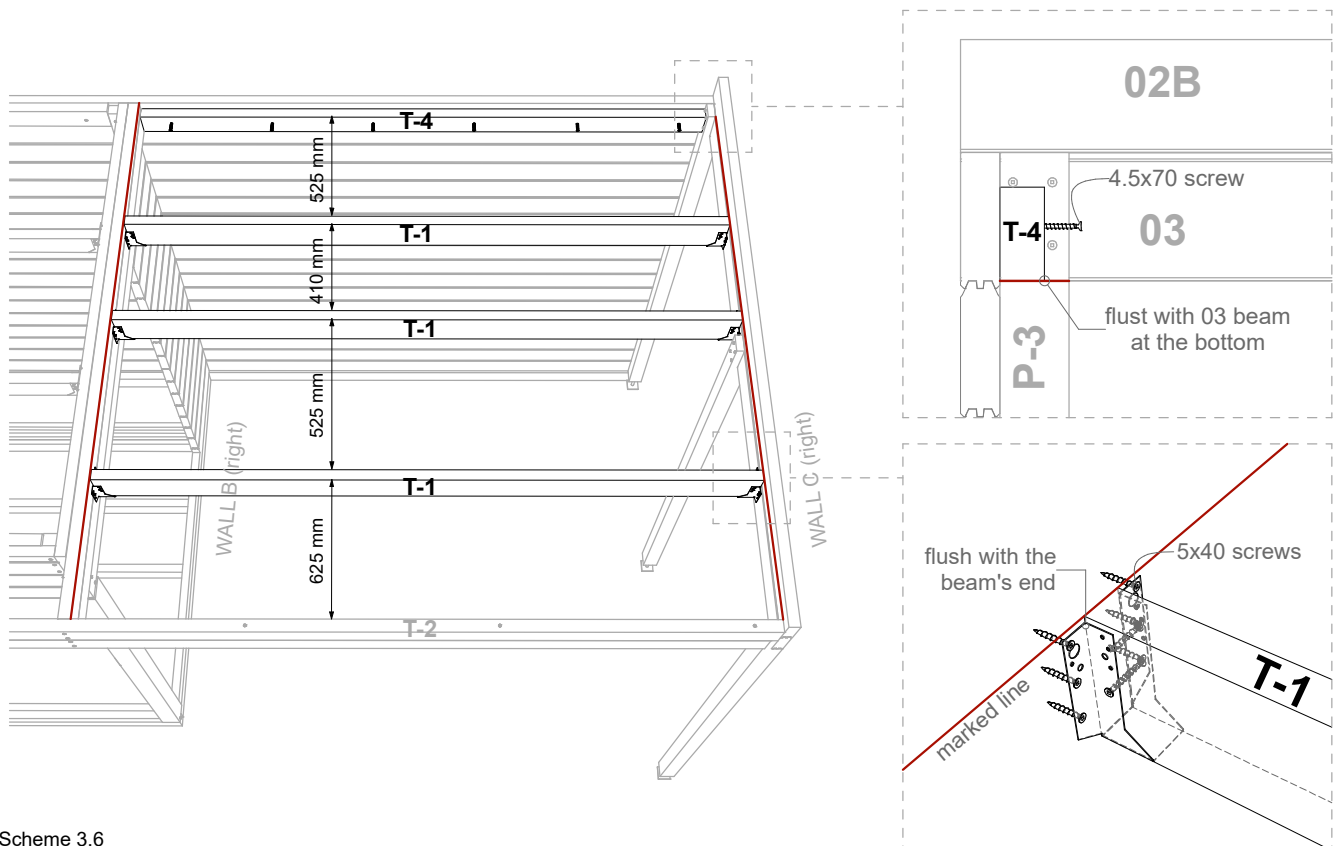 T-4
525 mm
T-1
410 mm
T-1
525 mm
T-1
625 mm
T-2
WALL B (right)
WALL C (right)
02B
4.5x70 screw
T-4
03
P-3
flust with 03 beam
at the bottom
flush with the
beam's end
5x40 screws
T-1
marked line
Scheme 3.6